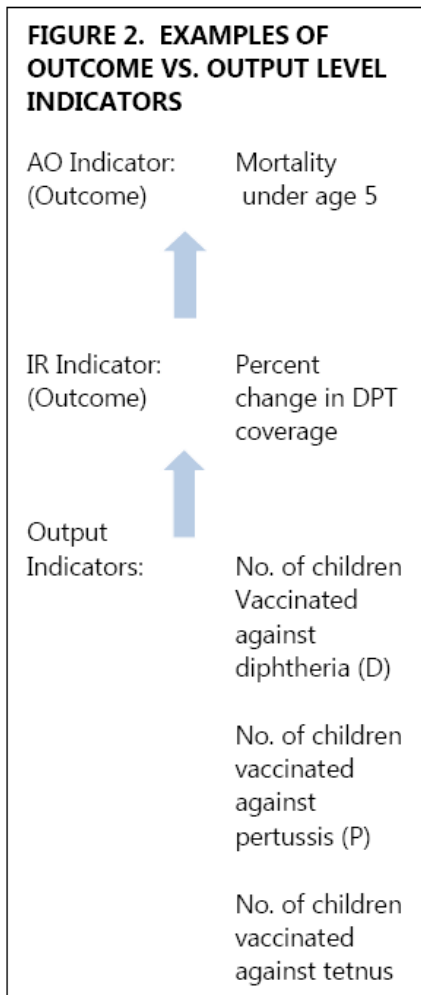 FIGURE 2. EXAMPLES OF
OUTCOME VS. OUTPUT LEVEL
INDICATORS
AO Indicator: Mortality
(Outcome) under age 5
IR Indicator: Percent
(Outcome) change in DPT
coverage
Output
Indicators: No. of children
Vaccinated
against
diphtheria (D)
No. of children
vaccinated
against
pertussis (P)
No. of children
vaccinated
against tetnus